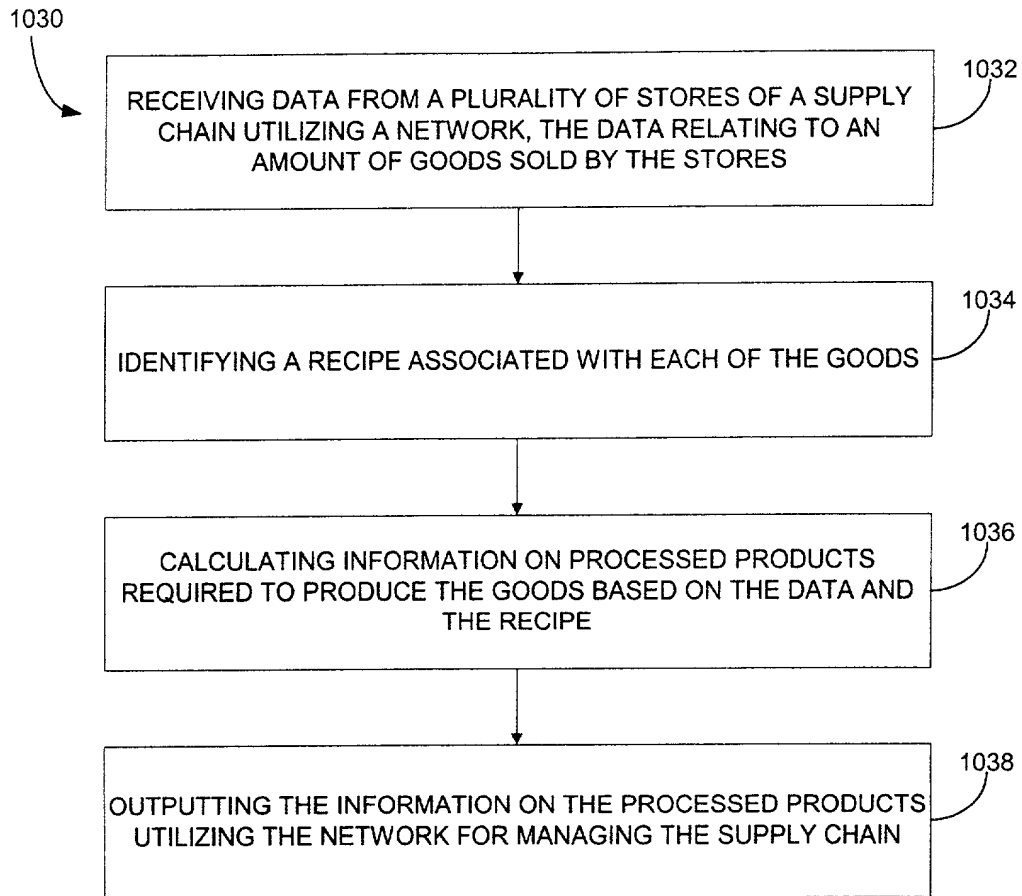 1030
1032
RECEIVING DATA FROM A PLURALITY OF STORES OF A SUPPLY
CHAIN UTILIZING A NETWORK, THE DATA RELATING TO AN
AMOUNT OF GOODS SOLD BY THE STORES
1034
IDENTIFYING A RECIPE ASSOCIATED WITH EACH OF THE GOODS
1036
CALCULATING INFORMATION ON PROCESSED PRODUCTS
REQUIRED TO PRODUCE THE GOODS BASED ON THE DATA AND
THE RECIPE
1038
OUTPUTTING THE INFORMATION ON THE PROCESSED PRODUCTS
UTILIZING THE NETWORK FOR MANAGING THE SUPPLY CHAIN